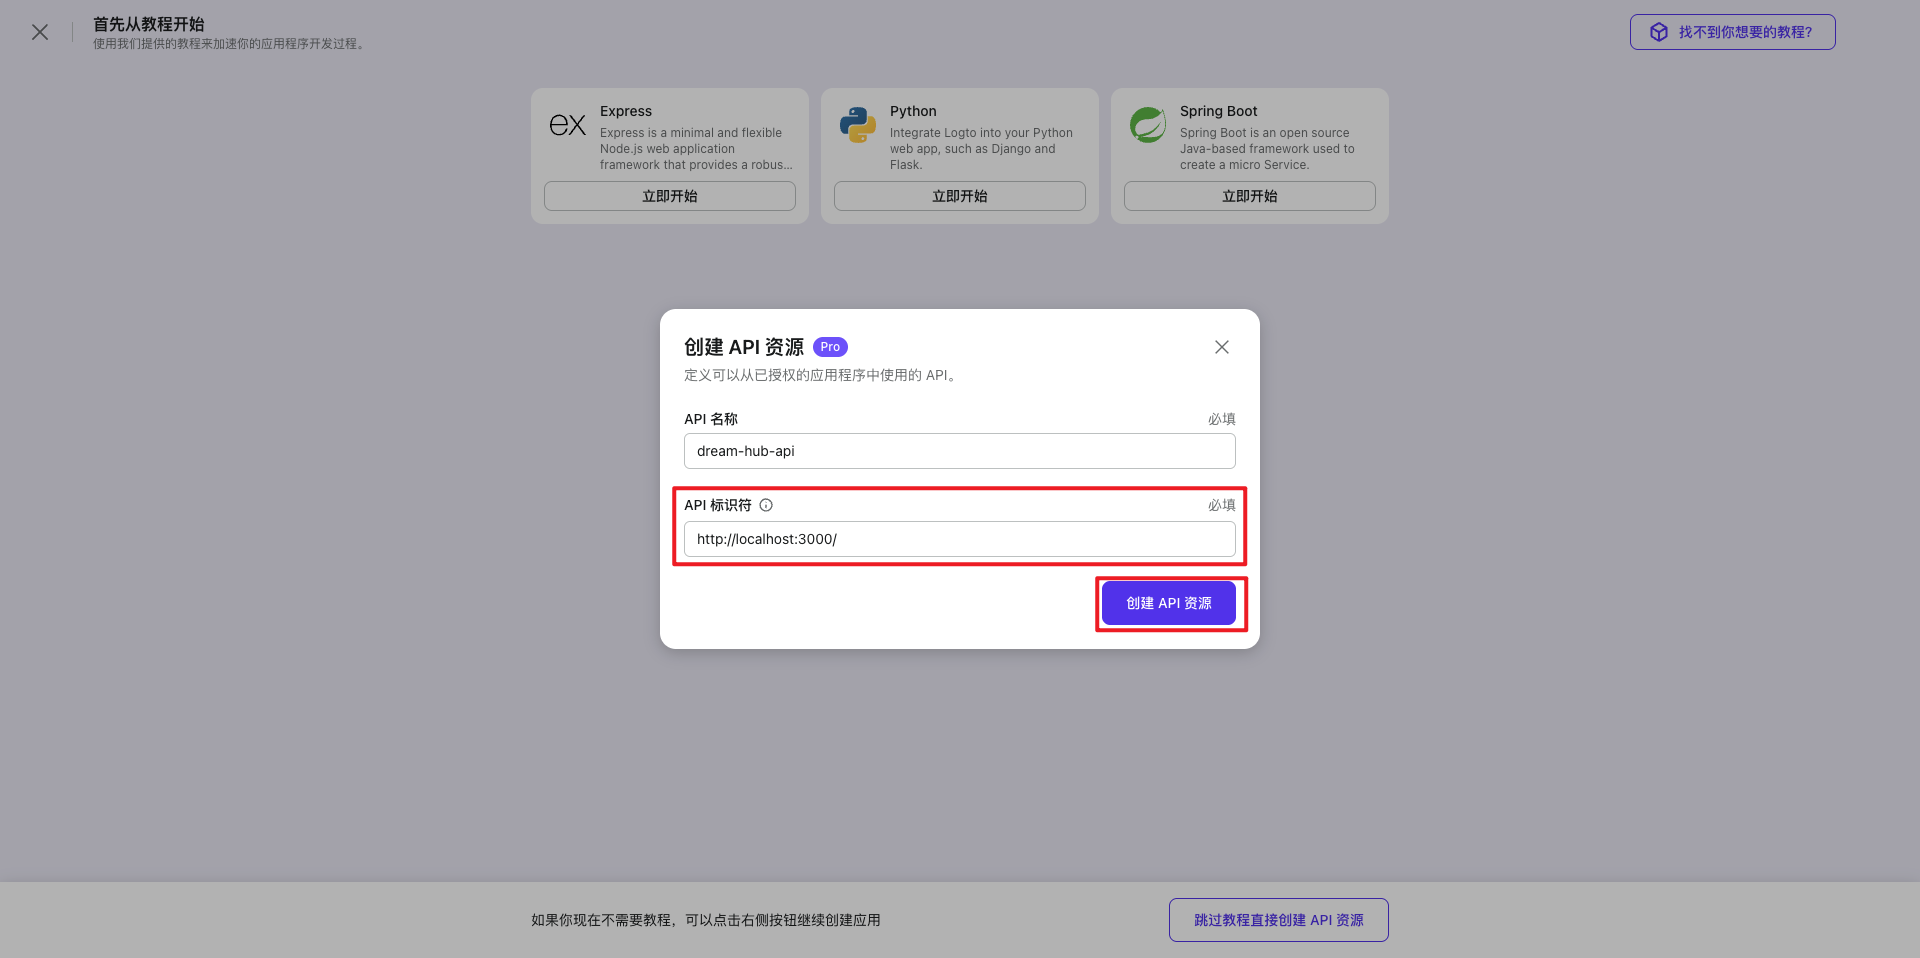 首先从教程开始
使用我们提供的教程来加速你的应用程序开发过程。
找不到你想要的教程?
ex
Express
Express is a minimal and flexible
Node.js web application
framework that provides a robus...
立即开始
Python
Integrate Logto into your Python
web app, such as Django and
Flask.
立即开始
Spring Boot
Spring Boot is an open source
Java-based framework used to
create a micro Service.
立即开始
创建 API 资源 Pro
定义可以从已授权的应用程序中使用的 API。
API 名称 必填
dream-hub-api
API 标识符 必填
http://localhost:3000/
创建 API 资源
如果你现在不需要教程，可以点击右侧按钮继续创建应用
跳过教程直接创建 API 资源